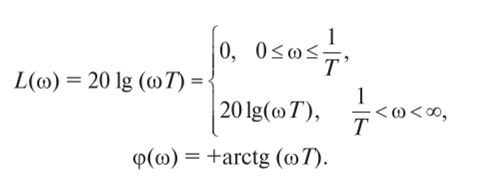 L(ω) = 20 lg (ωT) = { 0, 0 ≤ ω ≤ 1/T,
20 lg(ωT), 1/T < ω < ∞,
φ(ω) = +arctg (ωT).